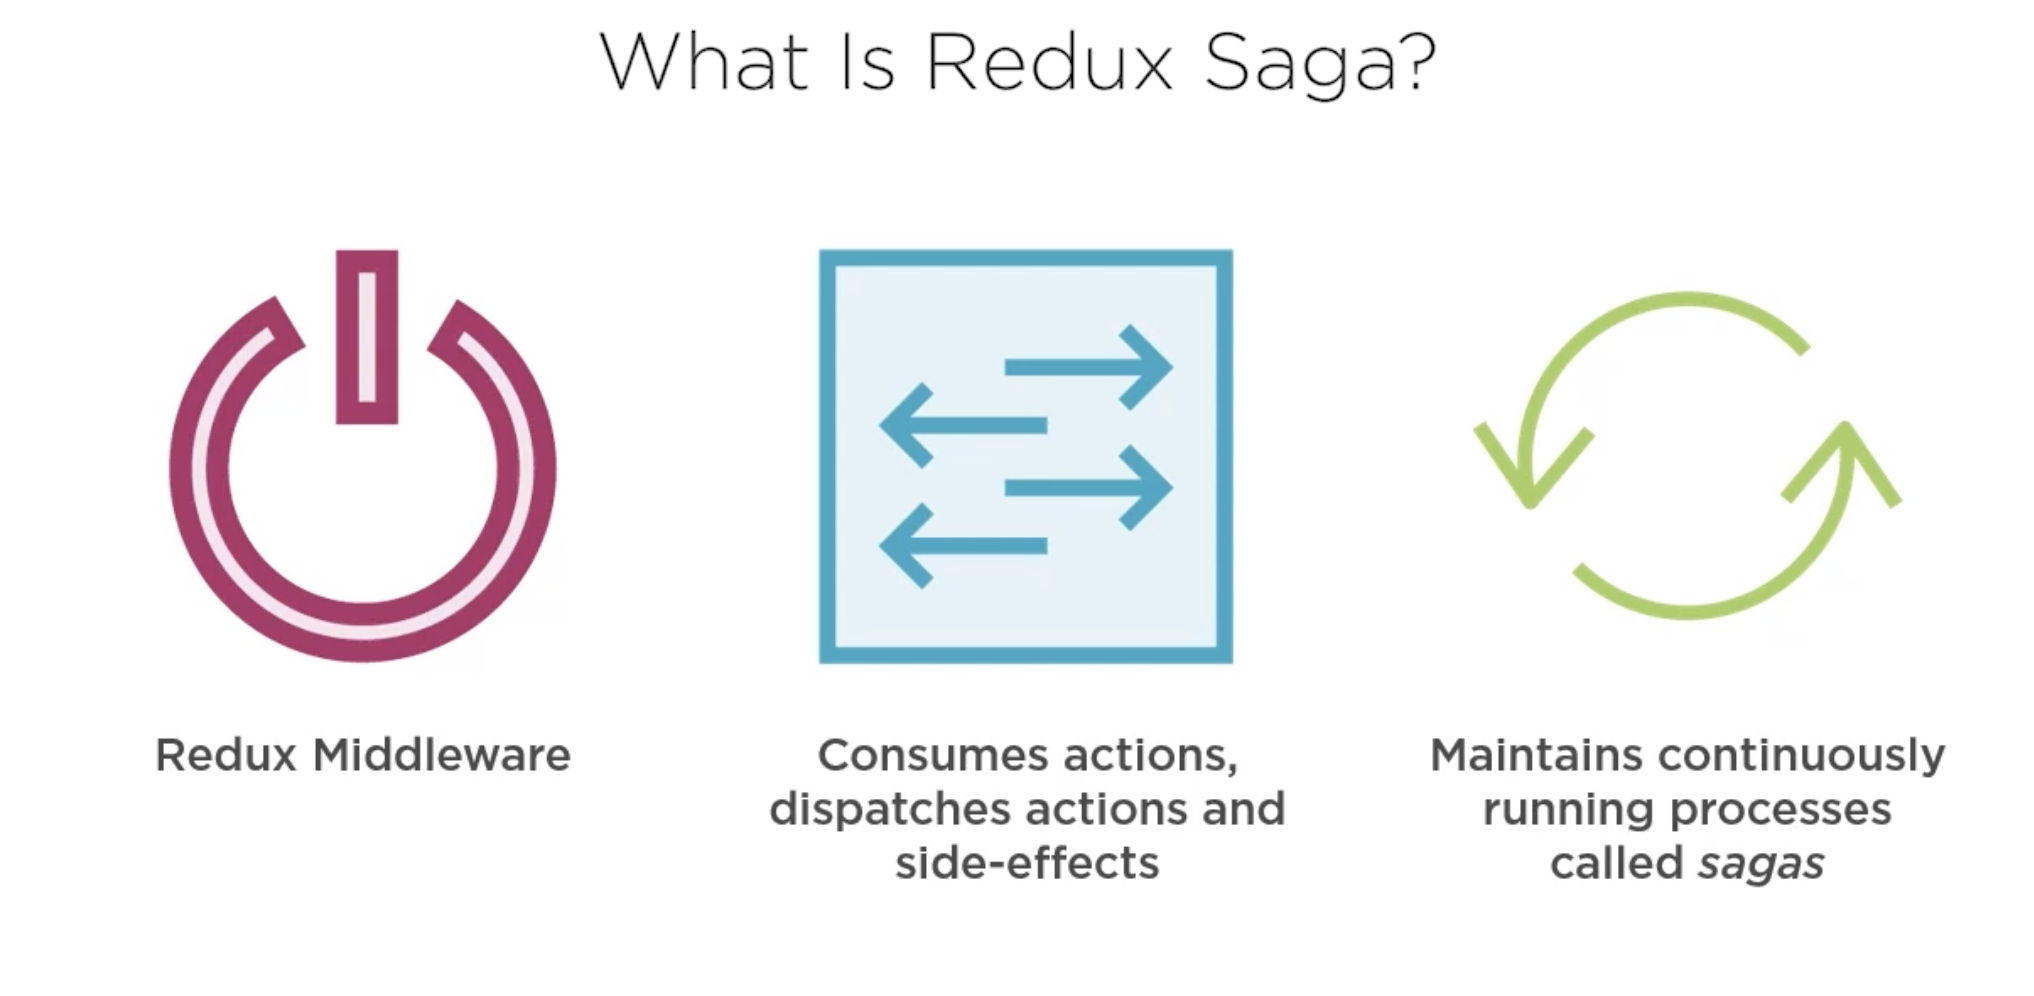 What Is Redux Saga?
Redux Middleware
Consumes actions,
dispatches actions and
side-effects
Maintains continuously
running processes
called sagas